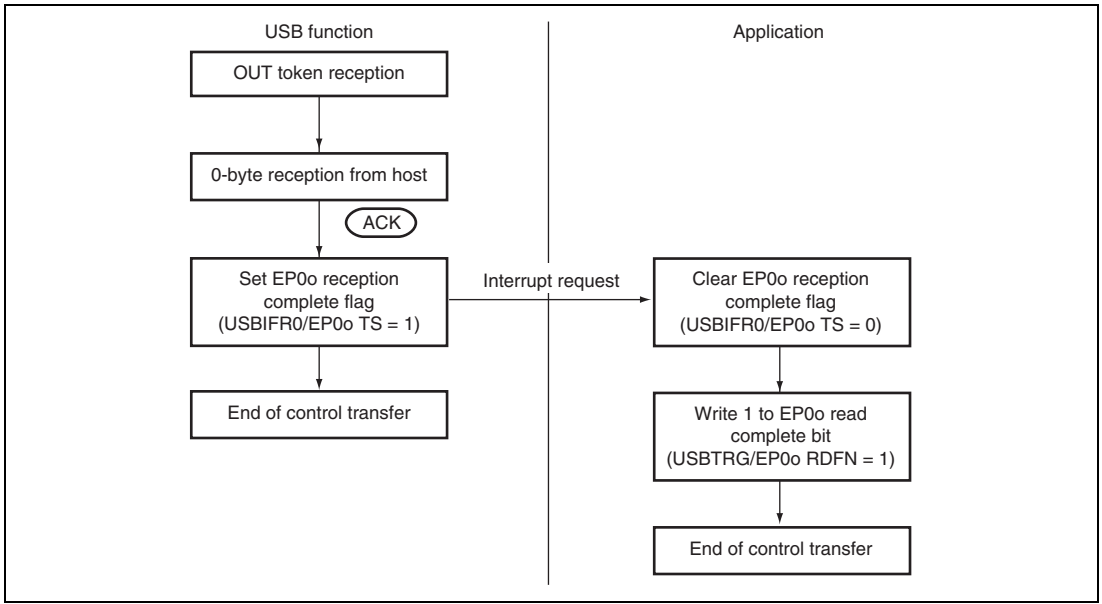 USB function
Application
OUT token reception
0-byte reception from host
ACK
Set EP0o reception
complete flag
(USBIFR0/EP0o TS = 1)
Interrupt request
Clear EP0o reception
complete flag
(USBIFR0/EP0o TS = 0)
End of control transfer
Write 1 to EP0o read
complete bit
(USBTRG/EP0o RDFN = 1)
End of control transfer